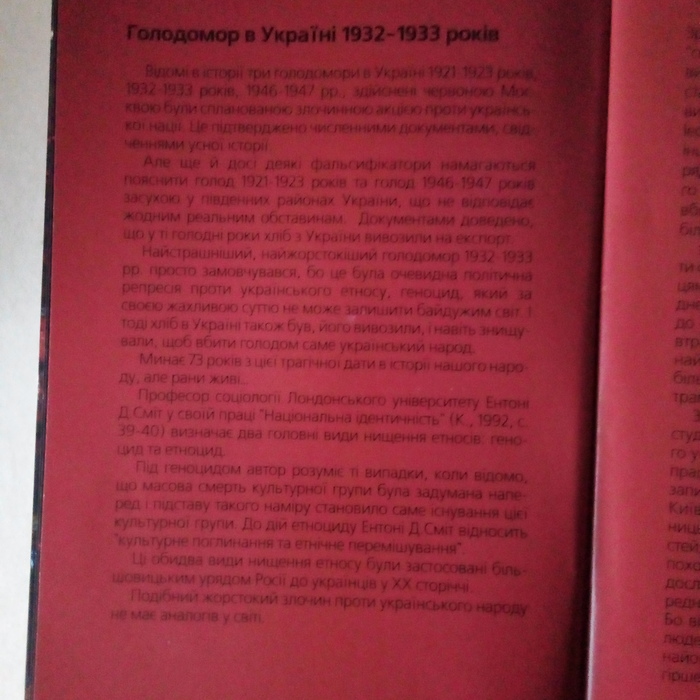 Голодомор в Україні 1932-1933 років
Відомі в історії три голодомори в Україні 1921-1923 років,
1932-1933 років, 1946-1947 рр., здійснені червоною Мос-
квою були спланованою злочинною акцією проти українсь-
кої нації. Це підтверджено численними документами, свід-
ченнями усної історії.
Але ще й досі деякі фальсифікатори намагаються
пояснити голод 1921-1923 років та голод 1946-1947 років
засухою у південних районах України, що не відповідає
жодним реальним обставинам. Документами доведено,
що у ті голодні роки хліб з України вивозили на експорт.
Найстрашніший, найжорстокіший голодомор 1932-1933
рр. просто замовчувався, бо це була очевидна політична
репресія проти українського етносу, геноцид, який за
своєю жахливою суттю не може залишити байдужим світ. І
тоді хліб в Україні також був, його вивозили, і навіть знищу-
вали, щоб вбити голодом саме український народ.
Минає 73 років з цієї трагічної дати в історії нашого наро-
ду, але рани живі...
Професор соціології Лондонського університету Ентоні
Д.Сміт у своїй праці "Національна ідентичність" (К., 1992, с.
39-40) визначає два головні види нищення етносів: гено-
цид та етноцид.
Під геноцидом автор розуміє ті випадки, коли відомо,
що масова смерть культурної групи була задумана напе-
ред і підставу такого наміру становило саме існування цієї
культурної групи. До дій етноциду Ентоні Д.Сміт відносить
"культурне поглинання та етнічне перемішування".
Ці обидва види нищення етносу були застосовані біль-
шовицьким урядом Росії до українців у ХХ сторіччі.
Подібний жорстокий злочин проти українського народу
не має аналогів у світі.